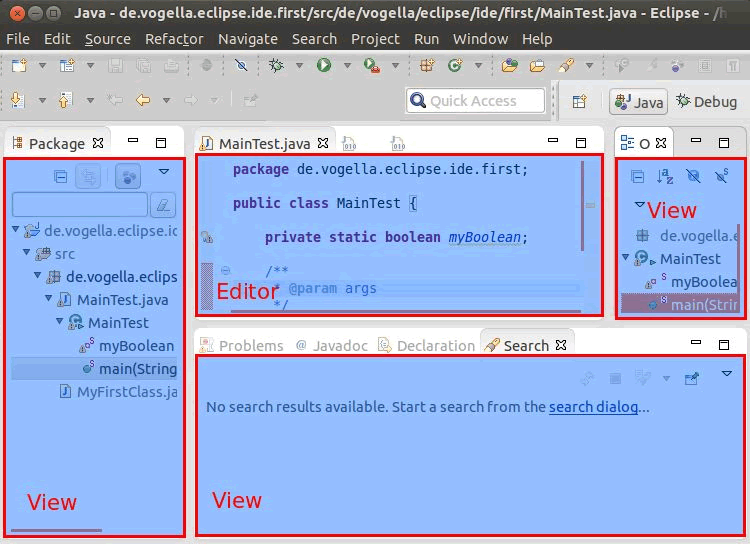 Java - de.vogella.eclipse.ide.first/src/de/vogella/eclipse/ide/first/MainTest.java - Eclipse - /h
File Edit Source Refactor Navigate Search Project Run Window Help
Quick Access
Java
Debug
Package
MainTest.java
O
package de.vogella.eclipse.ide.first;
public class MainTest {
private static boolean myBoolean;
/**
* @param args
*/
Editor
de.vogella.eclipse.id
src
de.vogella.eclips
MainTest.java
MainTest
myBoolean
main(String
MyFirstClass.ja
View
View
de.vogella.e
MainTest
myBoolea
main(Strin
Problems @ Javadoc Declaration Search
No search results available. Start a search from the search dialog...
View